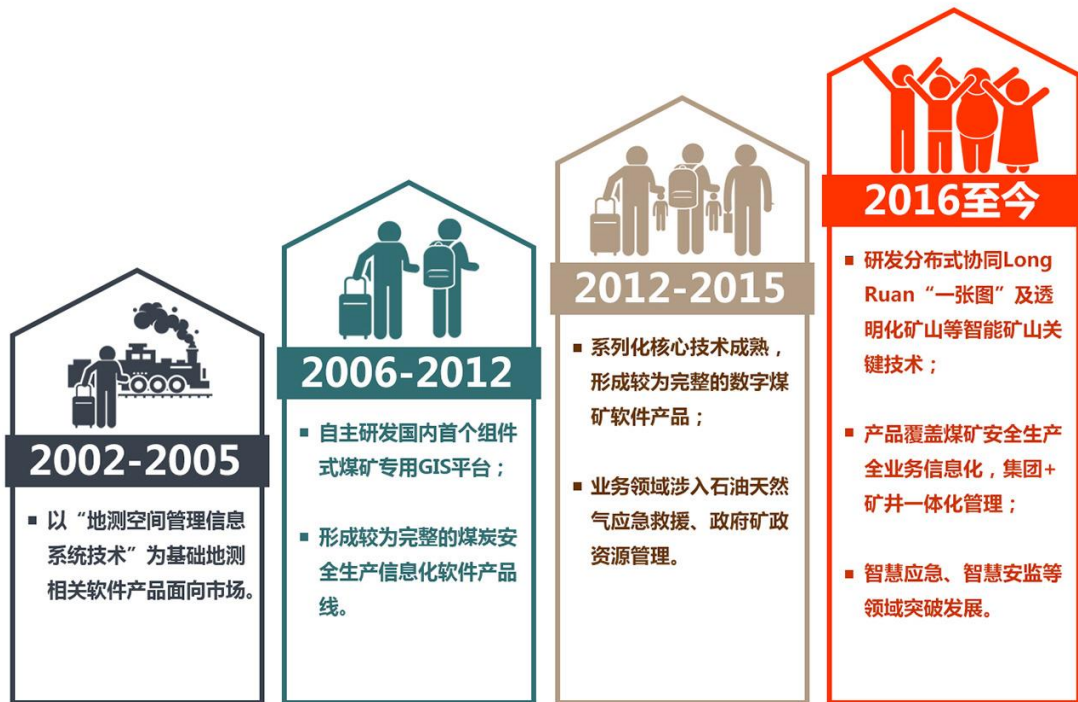 2002-2005
▪ 以“地测空间管理信息
系统技术”为基础地测
相关软件产品面向市场。
2006-2012
▪ 自主研发国内首个组件
式煤矿专用GIS平台；
▪ 形成较为完整的煤炭安
全生产信息化软件产品
线。
2012-2015
▪ 系列化核心技术成熟，
形成较为完整的数字煤
矿软件产品；
▪ 业务领域涉入石油天然
气应急救援、政府矿政
资源管理。
2016至今
▪ 研发分布式协同Long
Ruan“一张图”及透
明化矿山等智能矿山关
键技术；
▪ 产品覆盖煤矿安全生产
全业务信息化，集团+
矿井一体化管理；
▪ 智慧应急、智慧安监等
领域突破发展。